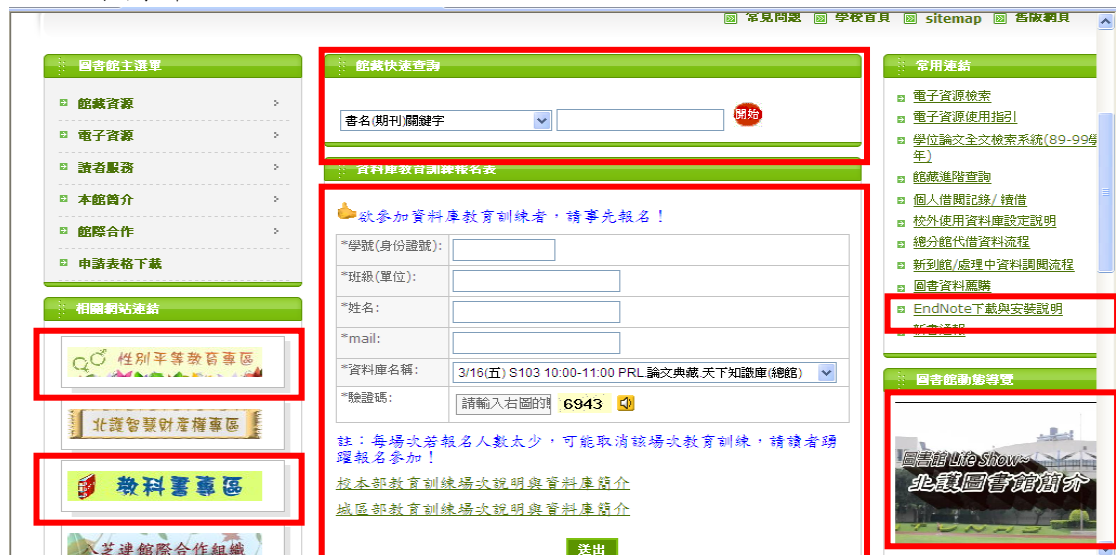 常見問題 學校首頁 sitemap 舊版網頁
圖書館主選單
館藏資源
電子資源
讀者服務
本館簡介
館際合作
申請表格下載
相關網站連結
性別平等教育專區
北護智慧財產權專區
教科書專區
八芝連館際合作組織
館藏快速查詢
書名(期刊)關鍵字
開始
資料庫教育訓練報名表
欲參加資料庫教育訓練者，請事先報名！
*學號(身份證號):
*班級(單位):
*姓名:
*mail:
*資料庫名稱:
3/16(五) S103 10:00-11:00 PRL.論文典藏.天下知識庫(總館)
*驗證碼:
請輸入右圖的
6943
註：每場次若報名人數太少，可能取消該場次教育訓練，請讀者踴
躍報名參加！
校本部教育訓練場次說明與資料庫簡介
城區部教育訓練場次說明與資料庫簡介
送出
常用連結
電子資源檢索
電子資源使用指引
學位論文全文檢索系統(89-99學
年)
館藏進階查詢
個人借閱記錄/ 續借
校外使用資料庫設定說明
總分館代借資料流程
新到館/處理中資料調閱流程
圖書資料薦購
EndNote下載與安裝說明
新書通報
圖書館動態導覽
圖書館 Life Show~
北護圖書館簡介